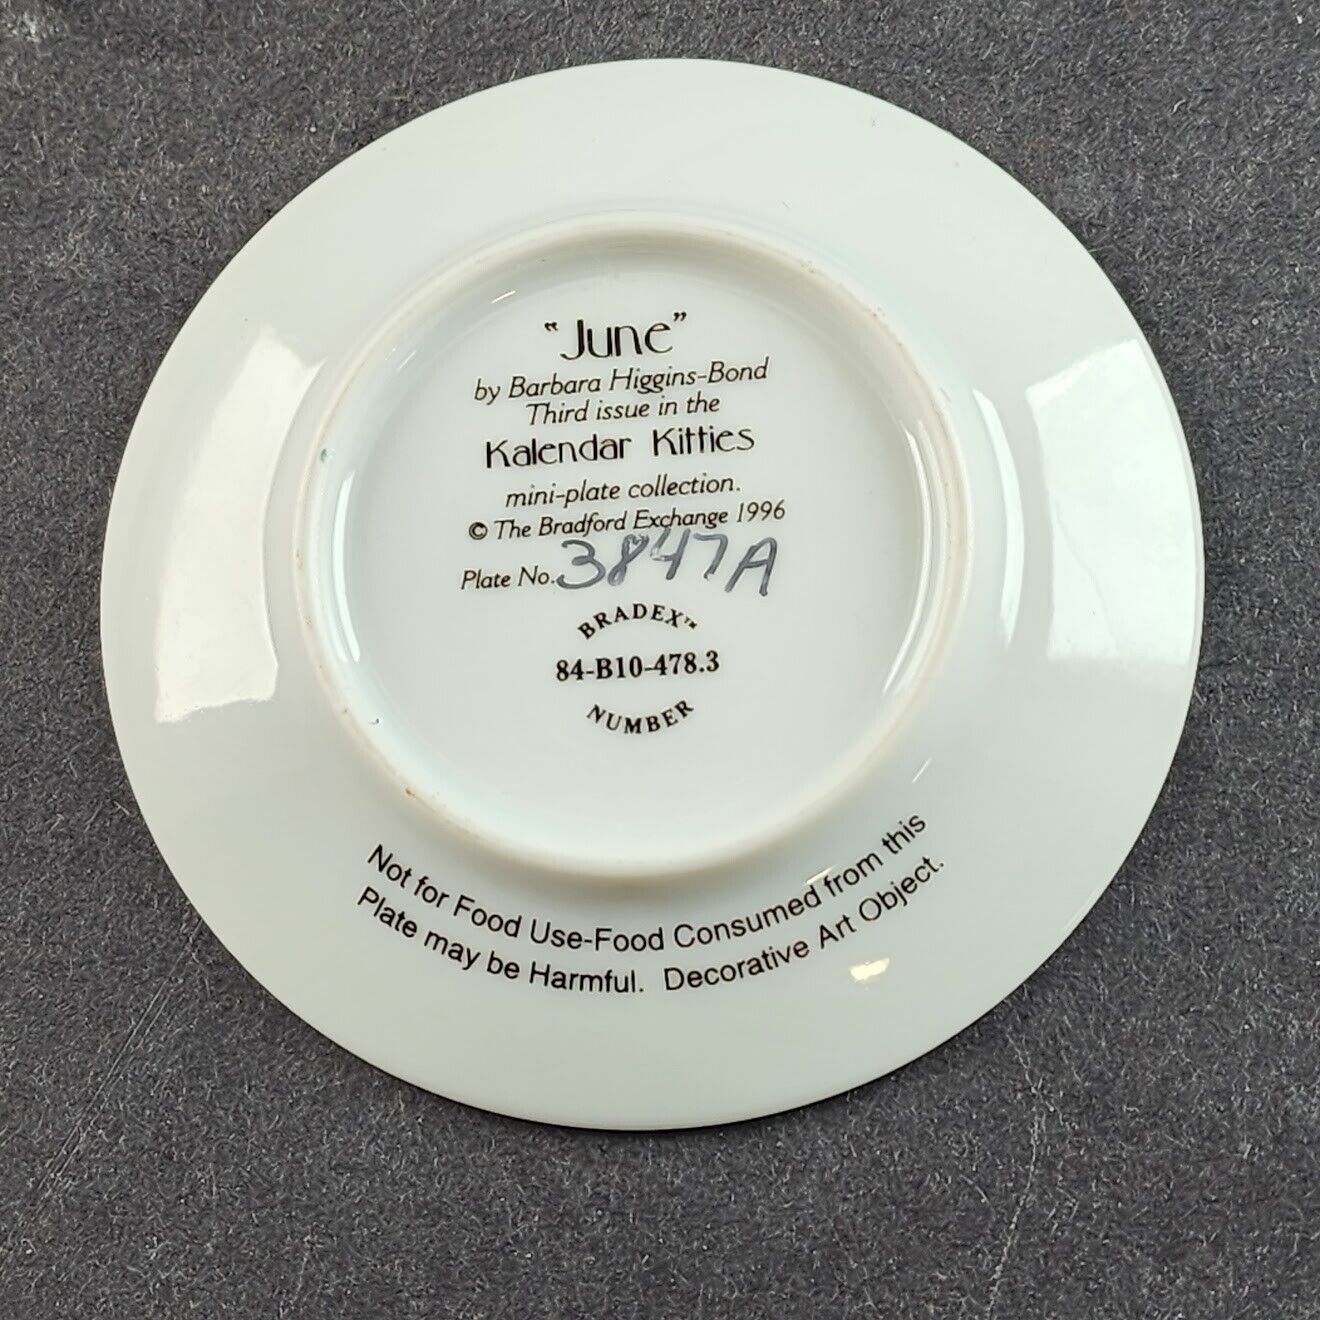 "June"
by Barbara Higgins-Bond
Third issue in the
Kalendar Kitties
mini-plate collection.
© The Bradford Exchange 1996
Plate No. 3847A
BRADEX™
84-B10-478.3
NUMBER
Not for Food Use-Food Consumed from this
Plate may be Harmful. Decorative Art Object.